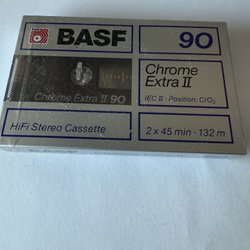 BASF
90
Chrome
Extra II
Chrome Extra II 90
IEC II · Position: CrO₂
HiFi Stereo Cassette
2 x 45 min · 132 m